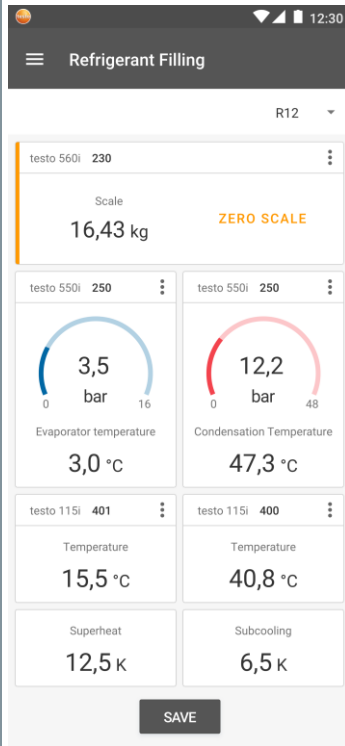 12:30
Refrigerant Filling
R12
testo 560i 230
Scale
16,43 kg
ZERO SCALE
testo 550i 250
3,5
bar
0 16
Evaporator temperature
3,0 °C
testo 550i 250
12,2
bar
0 48
Condensation Temperature
47,3 °C
testo 115i 401
Temperature
15,5 °C
testo 115i 400
Temperature
40,8 °C
Superheat
12,5 K
Subcooling
6,5 K
SAVE